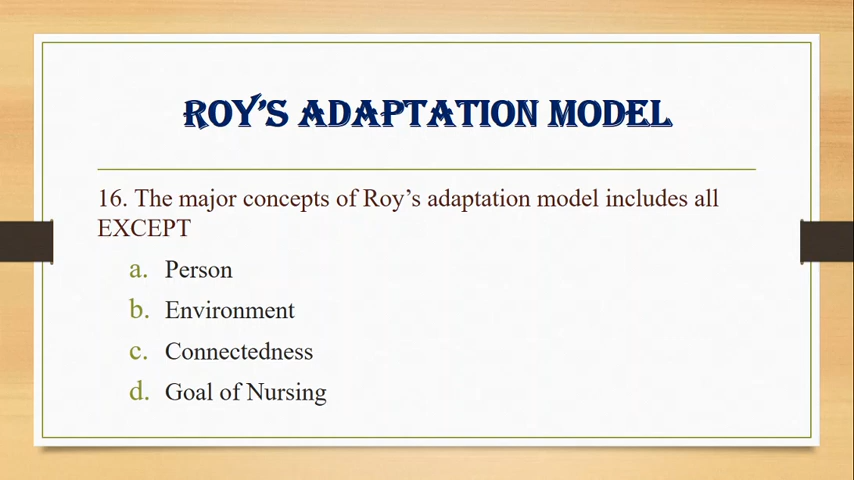 ROY'S ADAPTATION MODEL
16. The major concepts of Roy's adaptation model includes all
EXCEPT
a. Person
b. Environment
c. Connectedness
d. Goal of Nursing